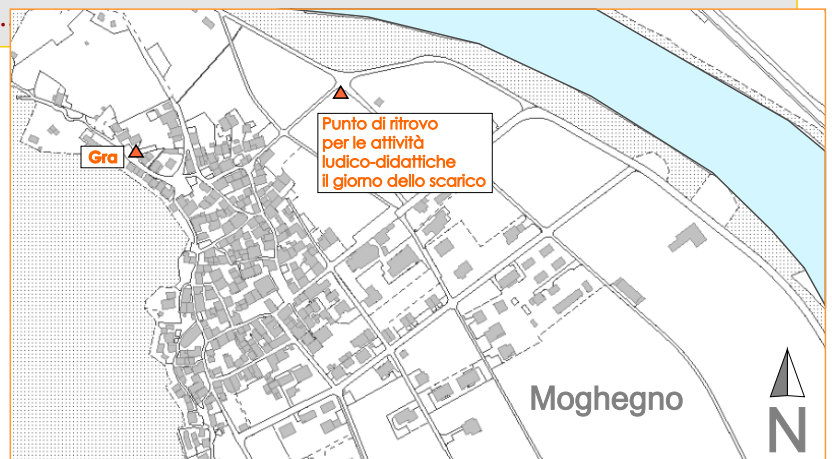 Punto di ritrovo
per le attività
ludico-didattiche
il giorno dello scarico
Gra
Moghegno
N